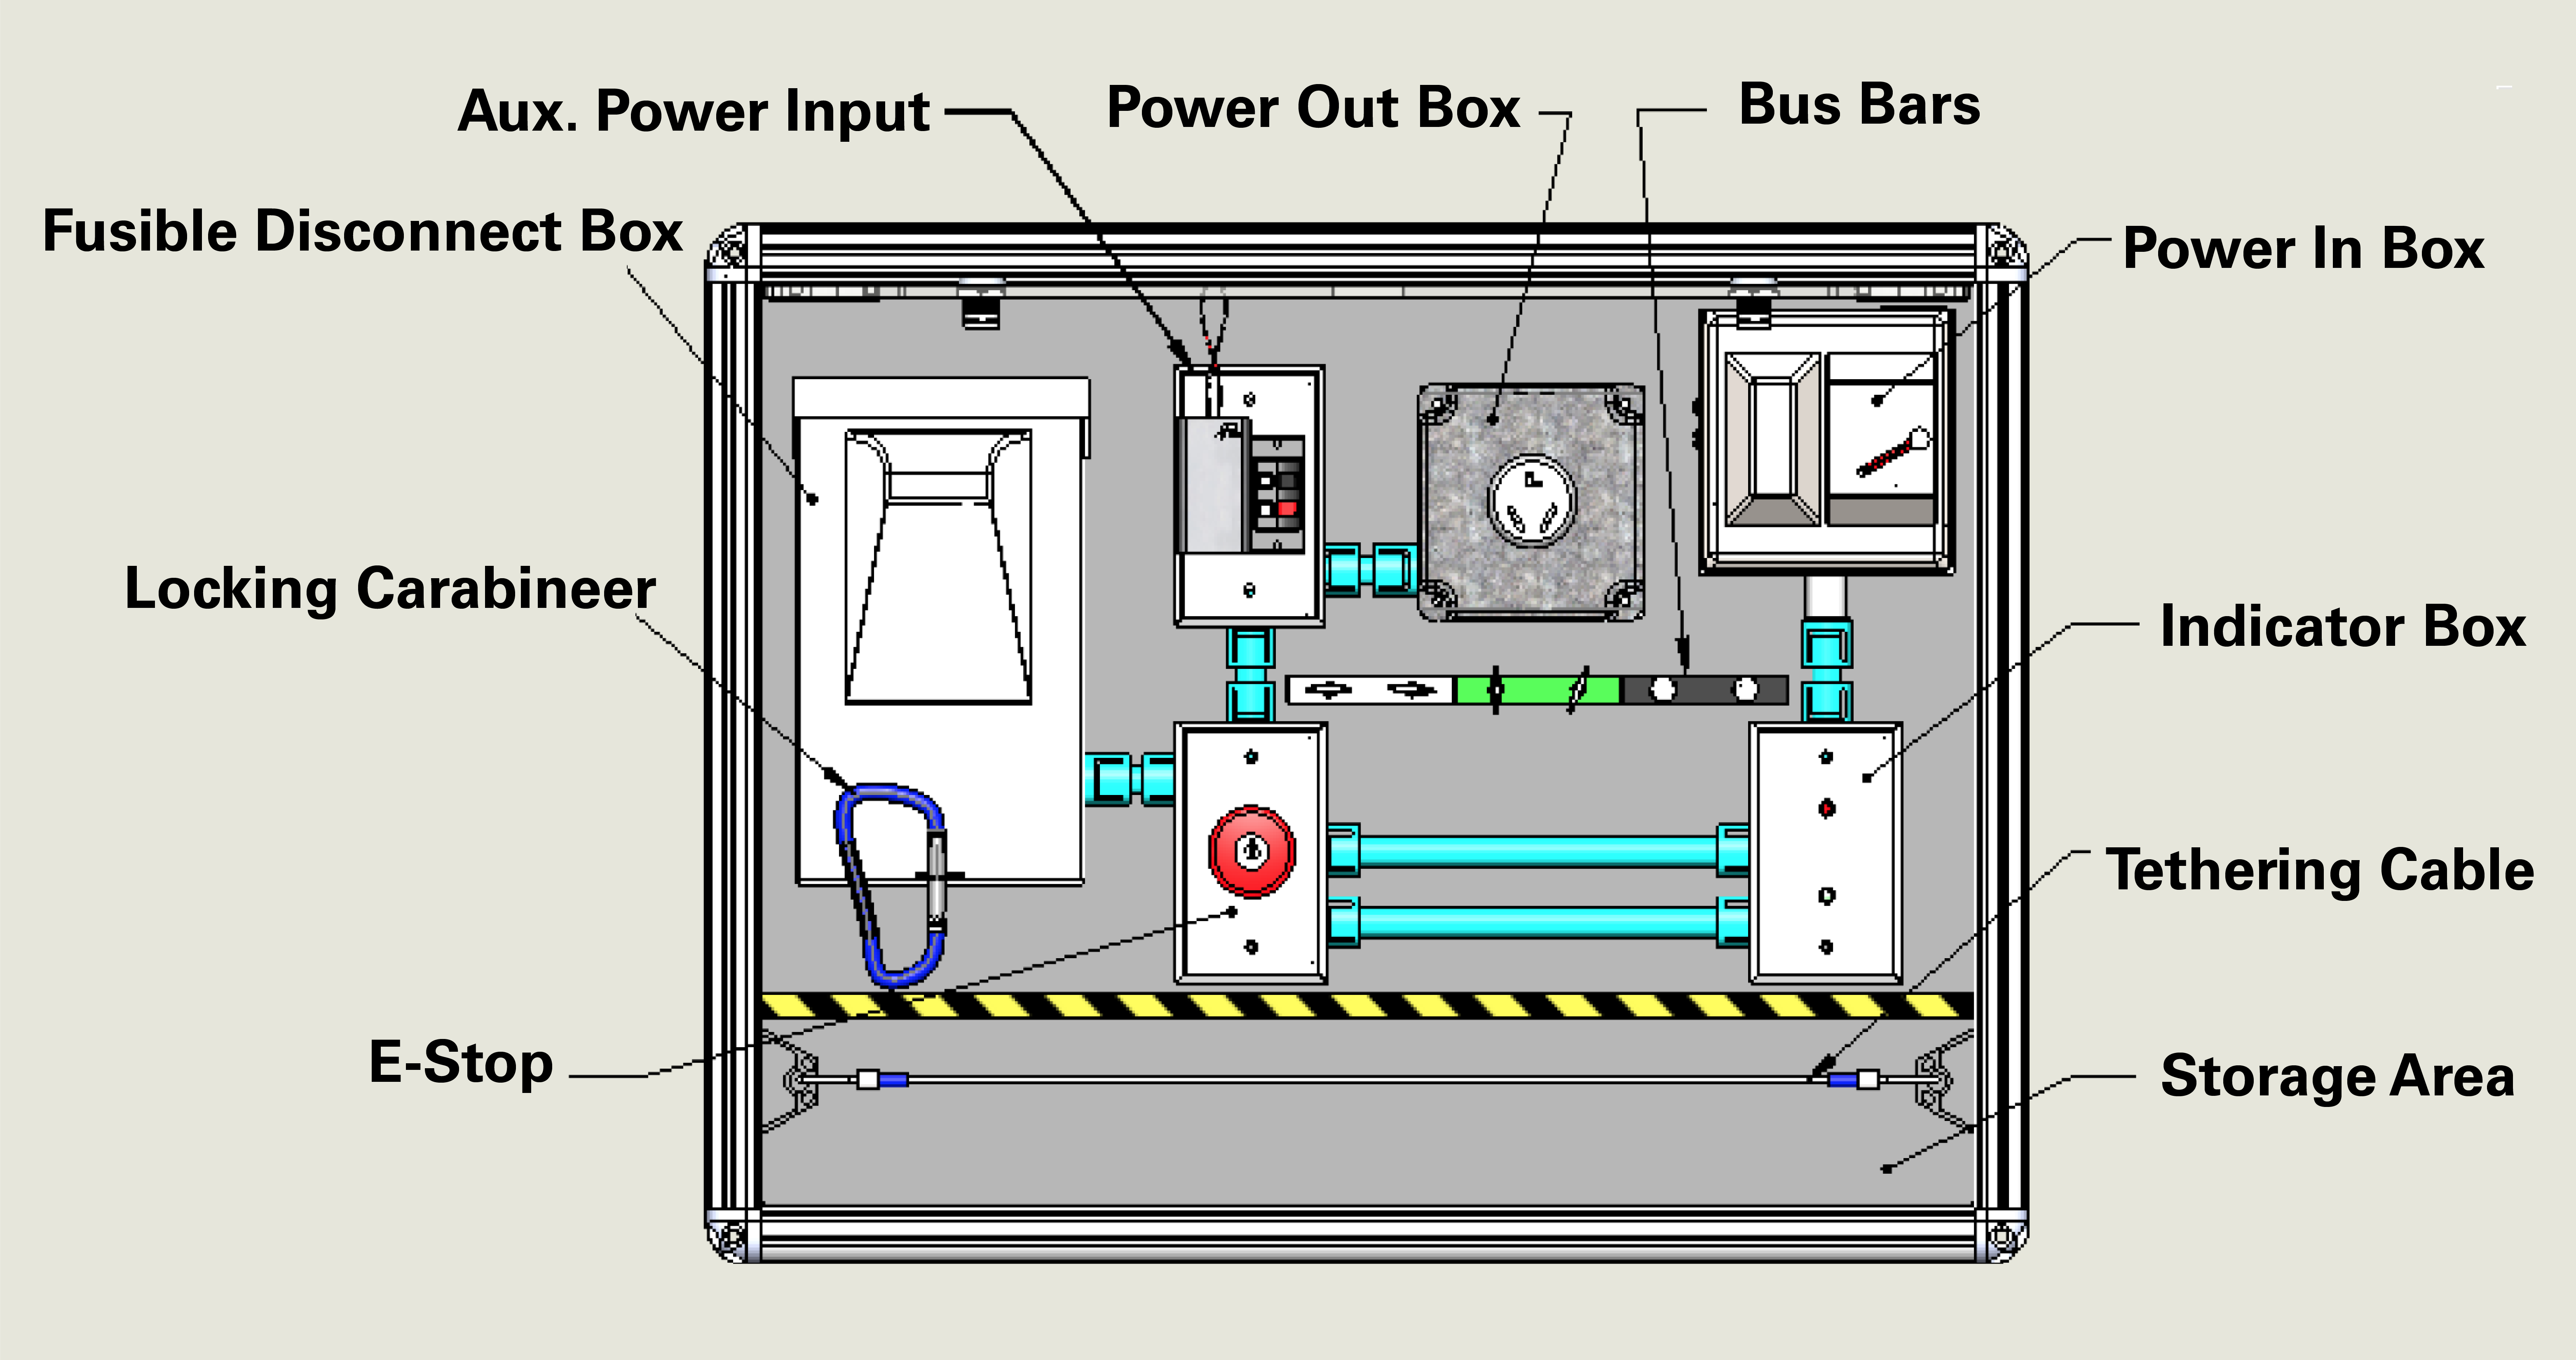 Aux. Power Input
Power Out Box
Bus Bars
Fusible Disconnect Box
Power In Box
Locking Carabineer
Indicator Box
Tethering Cable
E-Stop
Storage Area